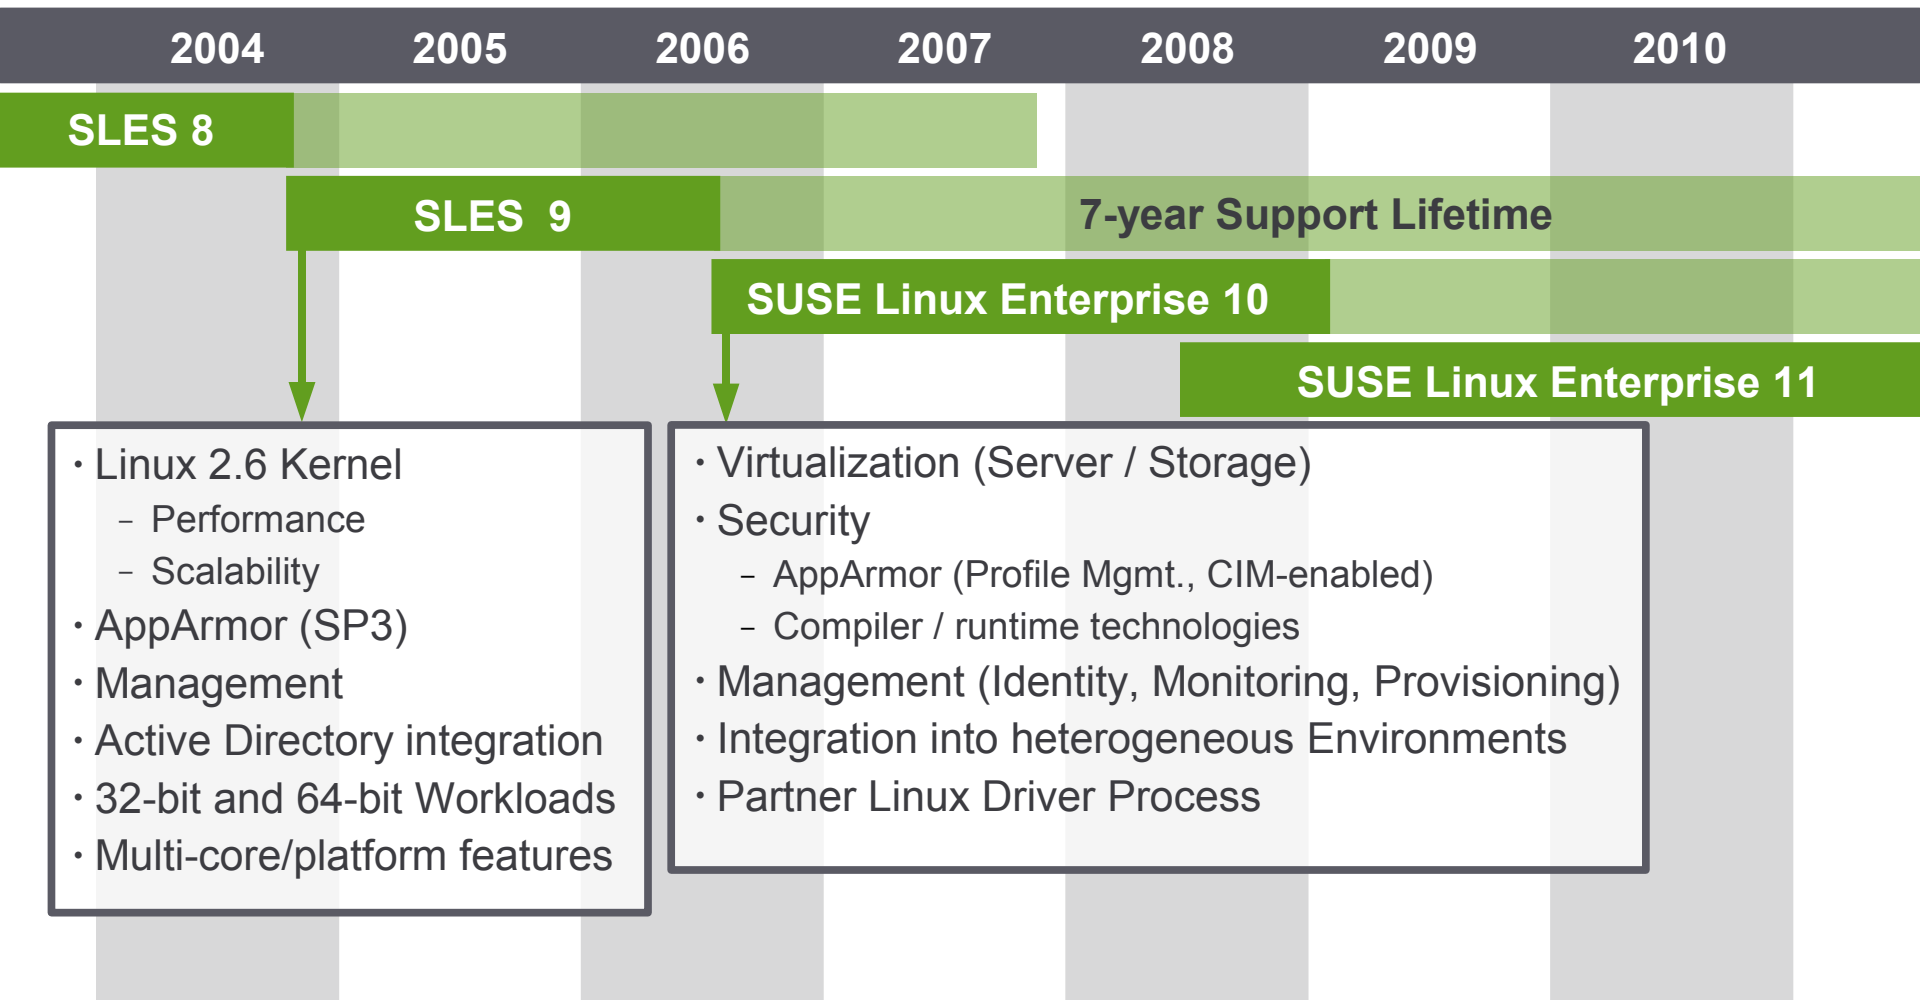 2004 2005 2006 2007 2008 2009 2010
SLES 8
SLES 9
7-year Support Lifetime
SUSE Linux Enterprise 10
SUSE Linux Enterprise 11
· Linux 2.6 Kernel
– Performance
– Scalability
· AppArmor (SP3)
· Management
· Active Directory integration
· 32-bit and 64-bit Workloads
· Multi-core/platform features
· Virtualization (Server / Storage)
· Security
– AppArmor (Profile Mgmt., CIM-enabled)
– Compiler / runtime technologies
· Management (Identity, Monitoring, Provisioning)
· Integration into heterogeneous Environments
· Partner Linux Driver Process